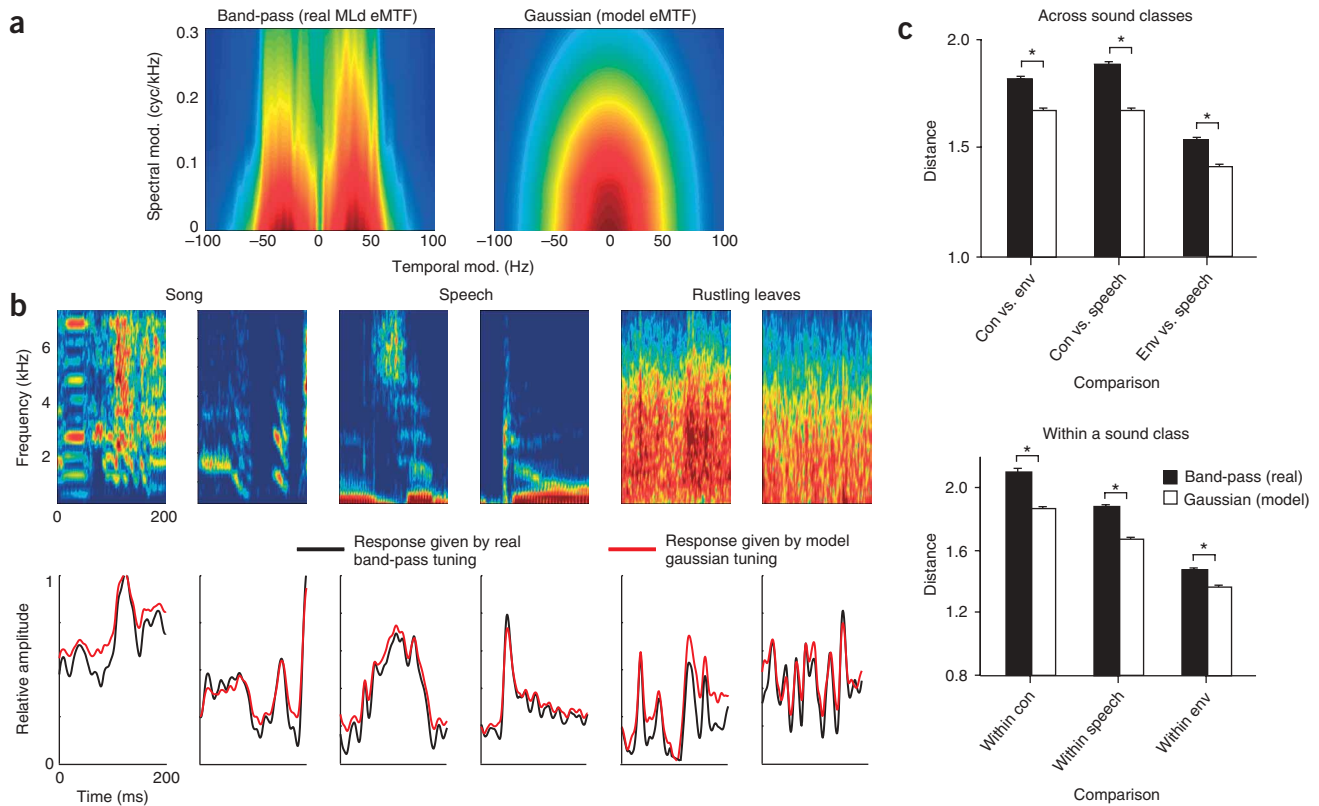 a
Band-pass (real MLd eMTF)
Gaussian (model eMTF)
Spectral mod. (cyc/kHz)
0.3
0.2
0.1
0
–100
–50
0
50
100
–100
–50
0
50
100
Temporal mod. (Hz)
b
Song
Speech
Rustling leaves
Frequency (kHz)
6
4
2
0
200
Response given by real
band-pass tuning
Response given by model
gaussian tuning
Relative amplitude
1
0
0
200
Time (ms)
c
Across sound classes
Distance
2.0
1.5
1.0
*
*
*
Con vs. env
Con vs. speech
Env vs. speech
Comparison
Within a sound class
Distance
2.0
1.6
1.2
0.8
*
*
*
Band-pass (real)
Gaussian (model)
Within con
Within speech
Within env
Comparison